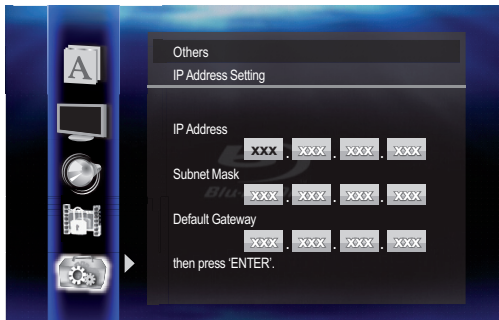 A
Others
IP Address Setting
IP Address
xxx . xxx . xxx . xxx
Subnet Mask
xxx . xxx . xxx . xxx
Default Gateway
xxx . xxx . xxx . xxx
then press ‘ENTER’.